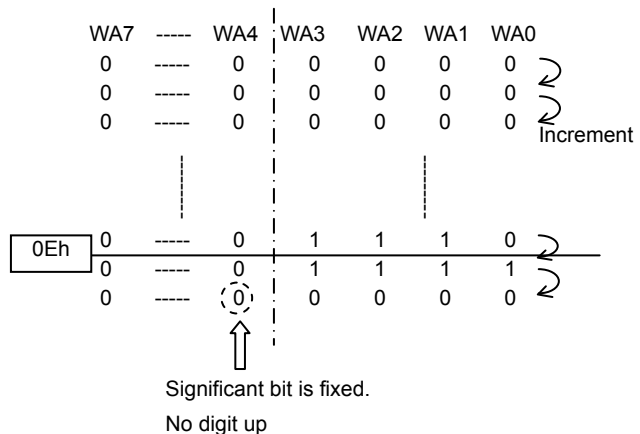 WA7 ----- WA4 WA3 WA2 WA1 WA0
0 ----- 0 0 0 0 0
0 ----- 0 0 0 0 0
0 ----- 0 0 0 0 0
Increment
0 ----- 0 1 1 1 0
0Eh
0 ----- 0 1 1 1 1
0 ----- 0 0 0 0 0
Significant bit is fixed.
No digit up